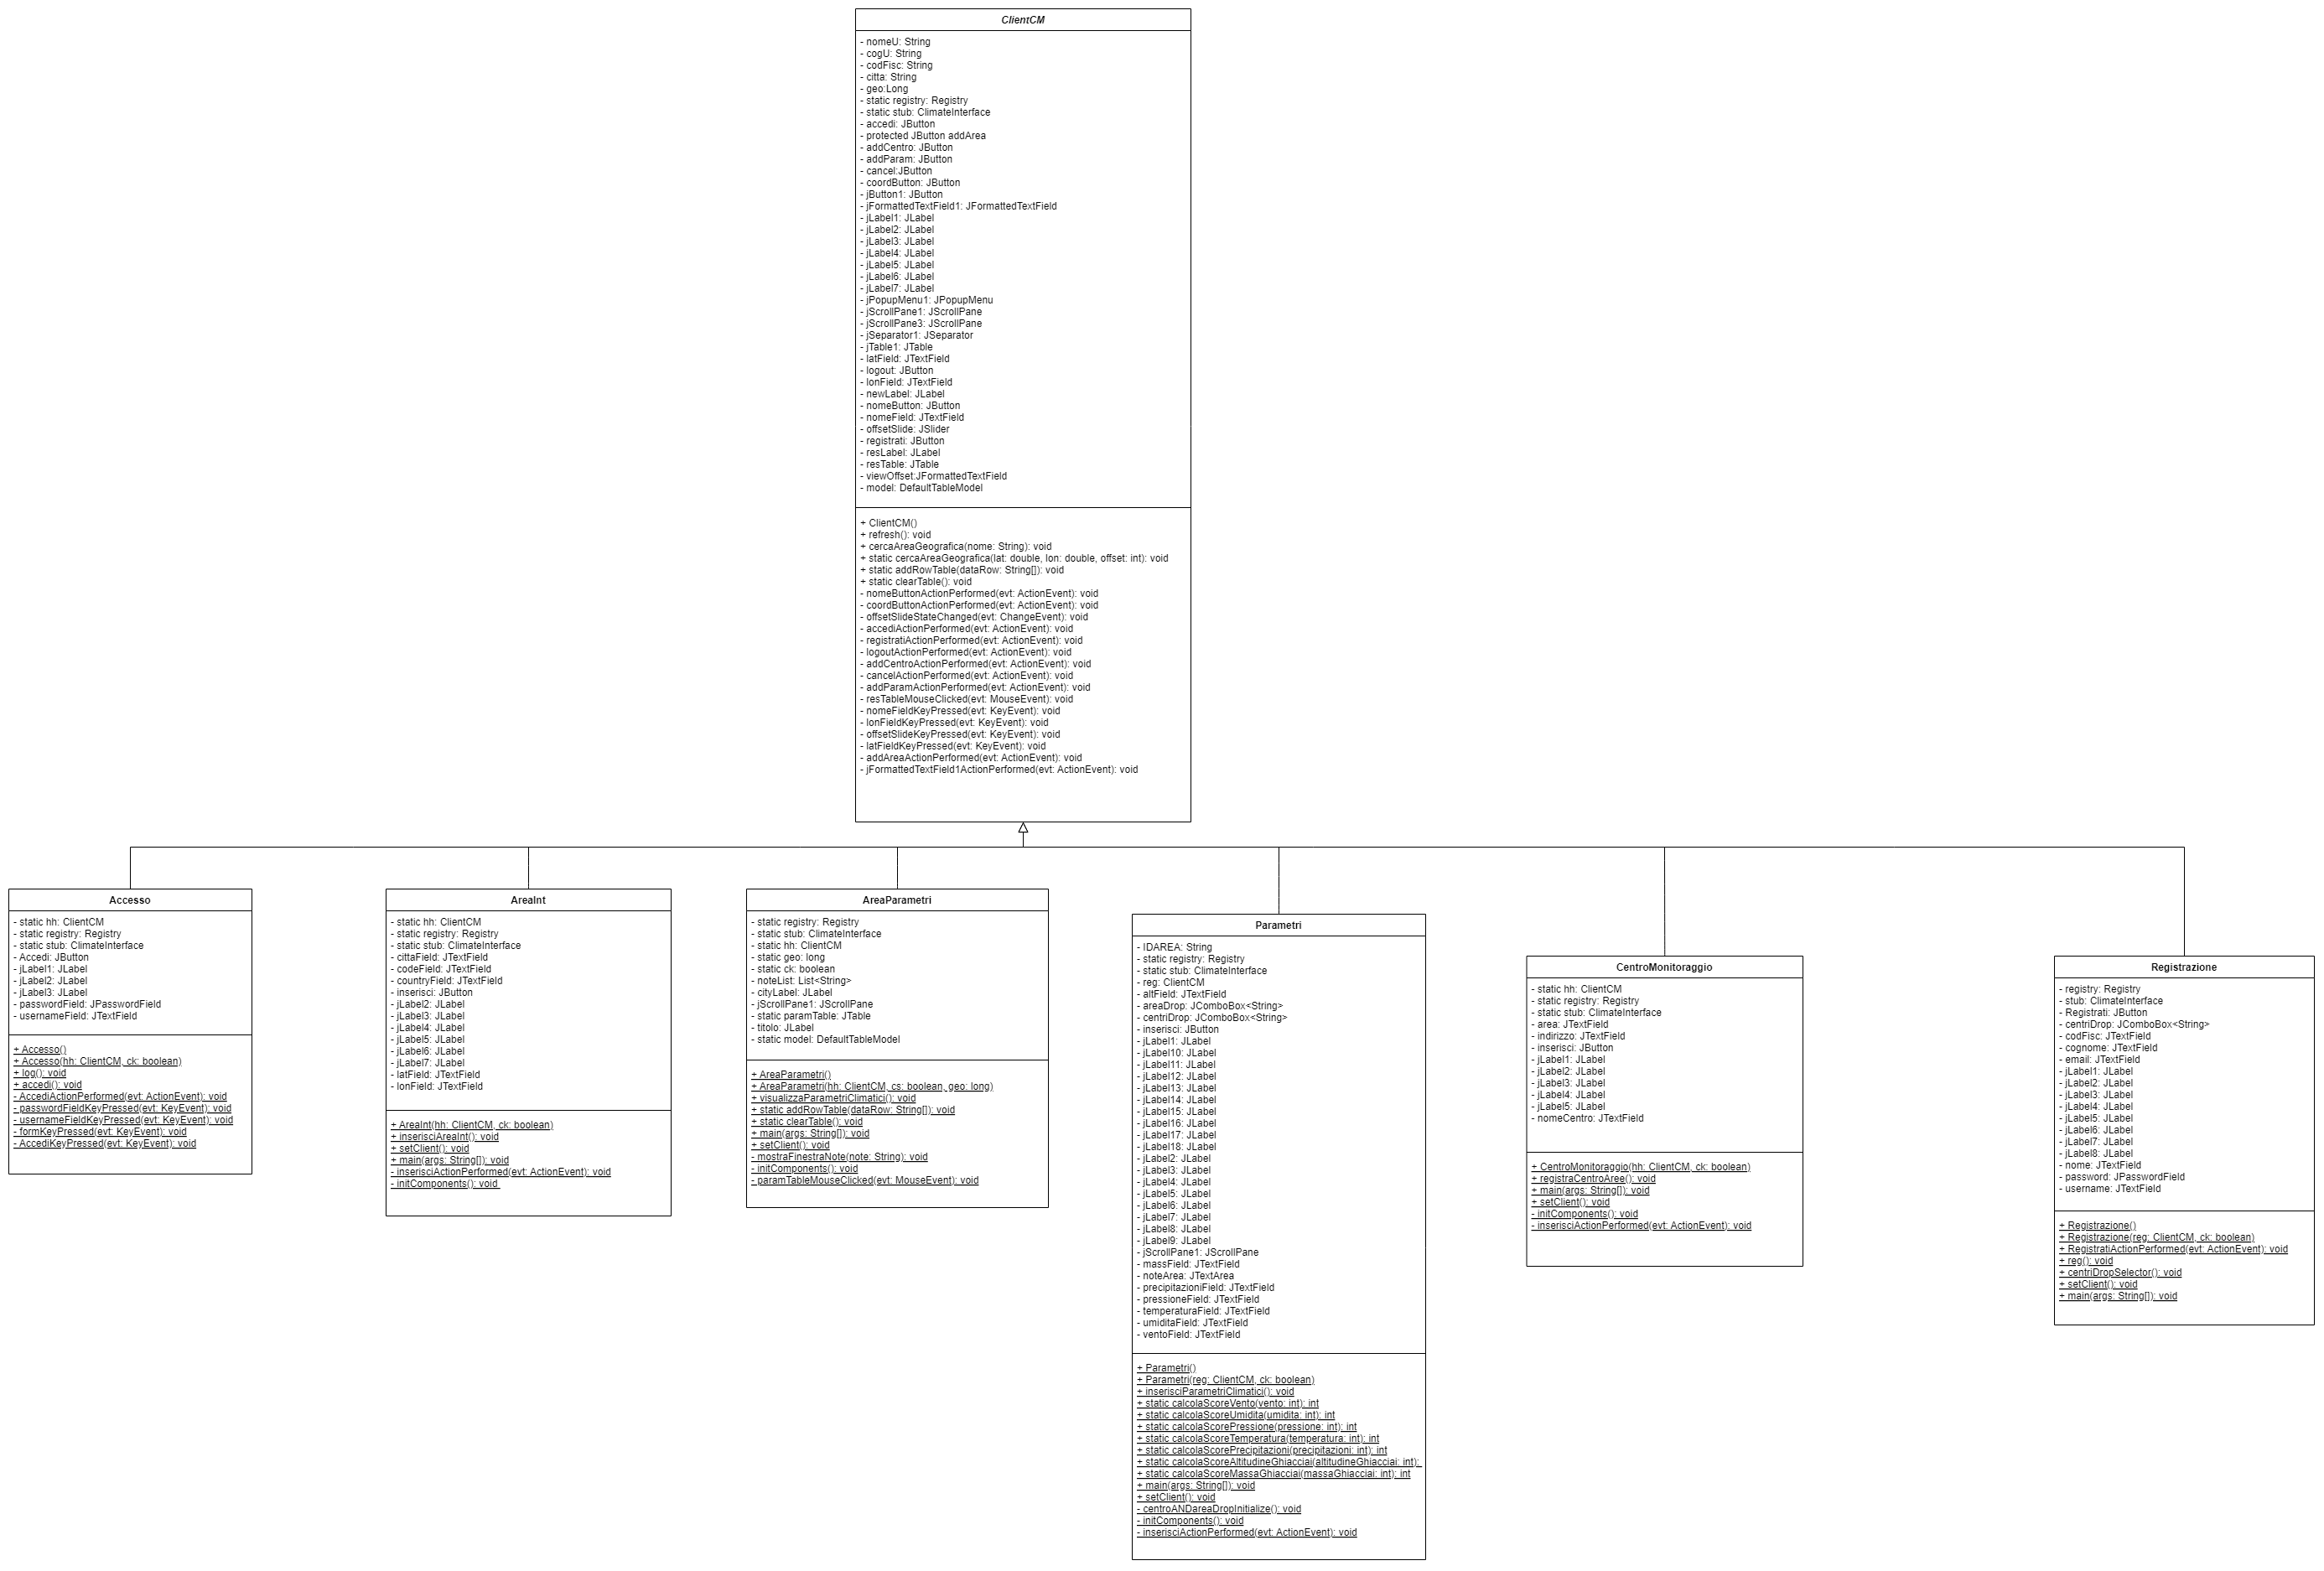 ClientCM
- nomeU: String
- cogU: String
- codFisc: String
- citta: String
- geo:Long
- static registry: Registry
- static stub: ClimateInterface
- accedi: JButton
- protected JButton addArea
- addCentro: JButton
- addParam: JButton
- cancel:JButton
- coordButton: JButton
- jButton1: JButton
- jFormattedTextField1: JFormattedTextField
- jLabel1: JLabel
- jLabel2: JLabel
- jLabel3: JLabel
- jLabel4: JLabel
- jLabel5: JLabel
- jLabel6: JLabel
- jLabel7: JLabel
- jPopupMenu1: JPopupMenu
- jScrollPane1: JScrollPane
- jScrollPane3: JScrollPane
- jSeparator1: JSeparator
- jTable1: JTable
- latField: JTextField
- logout: JButton
- lonField: JTextField
- newLabel: JLabel
- nomeButton: JButton
- nomeField: JTextField
- offsetSlide: JSlider
- registrati: JButton
- resLabel: JLabel
- resTable: JTable
- viewOffset:JFormattedTextField
- model: DefaultTableModel
+ ClientCM()
+ refresh(): void
+ cercaAreaGeografica(nome: String): void
+ static cercaAreaGeografica(lat: double, lon: double, offset: int): void
+ static addRowTable(dataRow: String[]): void
+ static clearTable(): void
- nomeButtonActionPerformed(evt: ActionEvent): void
- coordButtonActionPerformed(evt: ActionEvent): void
- offsetSlideStateChanged(evt: ChangeEvent): void
- accediActionPerformed(evt: ActionEvent): void
- registratiActionPerformed(evt: ActionEvent): void
- logoutActionPerformed(evt: ActionEvent): void
- addCentroActionPerformed(evt: ActionEvent): void
- cancelActionPerformed(evt: ActionEvent): void
- addParamActionPerformed(evt: ActionEvent): void
- resTableMouseClicked(evt: MouseEvent): void
- nomeFieldKeyPressed(evt: KeyEvent): void
- lonFieldKeyPressed(evt: KeyEvent): void
- offsetSlideKeyPressed(evt: KeyEvent): void
- latFieldKeyPressed(evt: KeyEvent): void
- addAreaActionPerformed(evt: ActionEvent): void
- jFormattedTextField1ActionPerformed(evt: ActionEvent): void
Accesso
- static hh: ClientCM
- static registry: Registry
- static stub: ClimateInterface
- Accedi: JButton
- jLabel1: JLabel
- jLabel2: JLabel
- jLabel3: JLabel
- passwordField: JPasswordField
- usernameField: JTextField
+ Accesso()
+ Accesso(hh: ClientCM, ck: boolean)
+ log(): void
+ accedi(): void
- AccediActionPerformed(evt: ActionEvent): void
- passwordFieldKeyPressed(evt: KeyEvent): void
- usernameFieldKeyPressed(evt: KeyEvent): void
- formKeyPressed(evt: KeyEvent): void
- AccediKeyPressed(evt: KeyEvent): void
AreaInt
- static hh: ClientCM
- static registry: Registry
- static stub: ClimateInterface
- cittaField: JTextField
- codeField: JTextField
- countryField: JTextField
- inserisci: JButton
- jLabel2: JLabel
- jLabel3: JLabel
- jLabel4: JLabel
- jLabel5: JLabel
- jLabel6: JLabel
- jLabel7: JLabel
- latField: JTextField
- lonField: JTextField
+ AreaInt(hh: ClientCM, ck: boolean)
+ inserisciAreaInt(): void
+ setClient(): void
+ main(args: String[]): void
- inserisciActionPerformed(evt: ActionEvent): void
- initComponents(): void
AreaParametri
- static registry: Registry
- static stub: ClimateInterface
- static hh: ClientCM
- static geo: long
- static ck: boolean
- noteList: List<String>
- cityLabel: JLabel
- jScrollPane1: JScrollPane
- static paramTable: JTable
- titolo: JLabel
- static model: DefaultTableModel
+ AreaParametri()
+ AreaParametri(hh: ClientCM, cs: boolean, geo: long)
+ visualizzaParametriClimatici(): void
+ static addRowTable(dataRow: String[]): void
+ static clearTable(): void
+ main(args: String[]): void
+ setClient(): void
- mostraFinestraNote(note: String): void
- initComponents(): void
- paramTableMouseClicked(evt: MouseEvent): void
Parametri
- IDAREA: String
- static registry: Registry
- static stub: ClimateInterface
- reg: ClientCM
- altField: JTextField
- areaDrop: JComboBox<String>
- centriDrop: JComboBox<String>
- inserisci: JButton
- jLabel1: JLabel
- jLabel10: JLabel
- jLabel11: JLabel
- jLabel12: JLabel
- jLabel13: JLabel
- jLabel14: JLabel
- jLabel15: JLabel
- jLabel16: JLabel
- jLabel17: JLabel
- jLabel18: JLabel
- jLabel2: JLabel
- jLabel3: JLabel
- jLabel4: JLabel
- jLabel5: JLabel
- jLabel6: JLabel
- jLabel7: JLabel
- jLabel8: JLabel
- jLabel9: JLabel
- jScrollPane1: JScrollPane
- massField: JTextField
- noteArea: JTextArea
- precipitazioniField: JTextField
- pressioneField: JTextField
- temperaturaField: JTextField
- umiditaField: JTextField
- ventoField: JTextField
+ Parametri()
+ Parametri(reg: ClientCM, ck: boolean)
+ inserisciParametriClimatici(): void
+ static calcolaScoreVento(vento: int): int
+ static calcolaScoreUmidita(umidita: int): int
+ static calcolaScorePressione(pressione: int): int
+ static calcolaScoreTemperatura(temperatura: int): int
+ static calcolaScorePrecipitazioni(precipitazioni: int): int
+ static calcolaScoreAltitudineGhiacciai(altitudineGhiacciai: int):
+ static calcolaScoreMassaGhiacciai(massaGhiacciai: int): int
+ main(args: String[]): void
+ setClient(): void
- centroANDareaDropInitialize(): void
- initComponents(): void
- inserisciActionPerformed(evt: ActionEvent): void
CentroMonitoraggio
- static hh: ClientCM
- static registry: Registry
- static stub: ClimateInterface
- area: JTextField
- indirizzo: JTextField
- inserisci: JButton
- jLabel1: JLabel
- jLabel2: JLabel
- jLabel3: JLabel
- jLabel4: JLabel
- jLabel5: JLabel
- nomeCentro: JTextField
+ CentroMonitoraggio(hh: ClientCM, ck: boolean)
+ registraCentroAree(): void
+ main(args: String[]): void
+ setClient(): void
- initComponents(): void
- inserisciActionPerformed(evt: ActionEvent): void
Registrazione
- registry: Registry
- stub: ClimateInterface
- Registrati: JButton
- centriDrop: JComboBox<String>
- codFisc: JTextField
- cognome: JTextField
- email: JTextField
- jLabel1: JLabel
- jLabel2: JLabel
- jLabel3: JLabel
- jLabel4: JLabel
- jLabel5: JLabel
- jLabel6: JLabel
- jLabel7: JLabel
- jLabel8: JLabel
- nome: JTextField
- password: JPasswordField
- username: JTextField
+ Registrazione()
+ Registrazione(reg: ClientCM, ck: boolean)
+ RegistratiActionPerformed(evt: ActionEvent): void
+ reg(): void
+ centriDropSelector(): void
+ setClient(): void
+ main(args: String[]): void